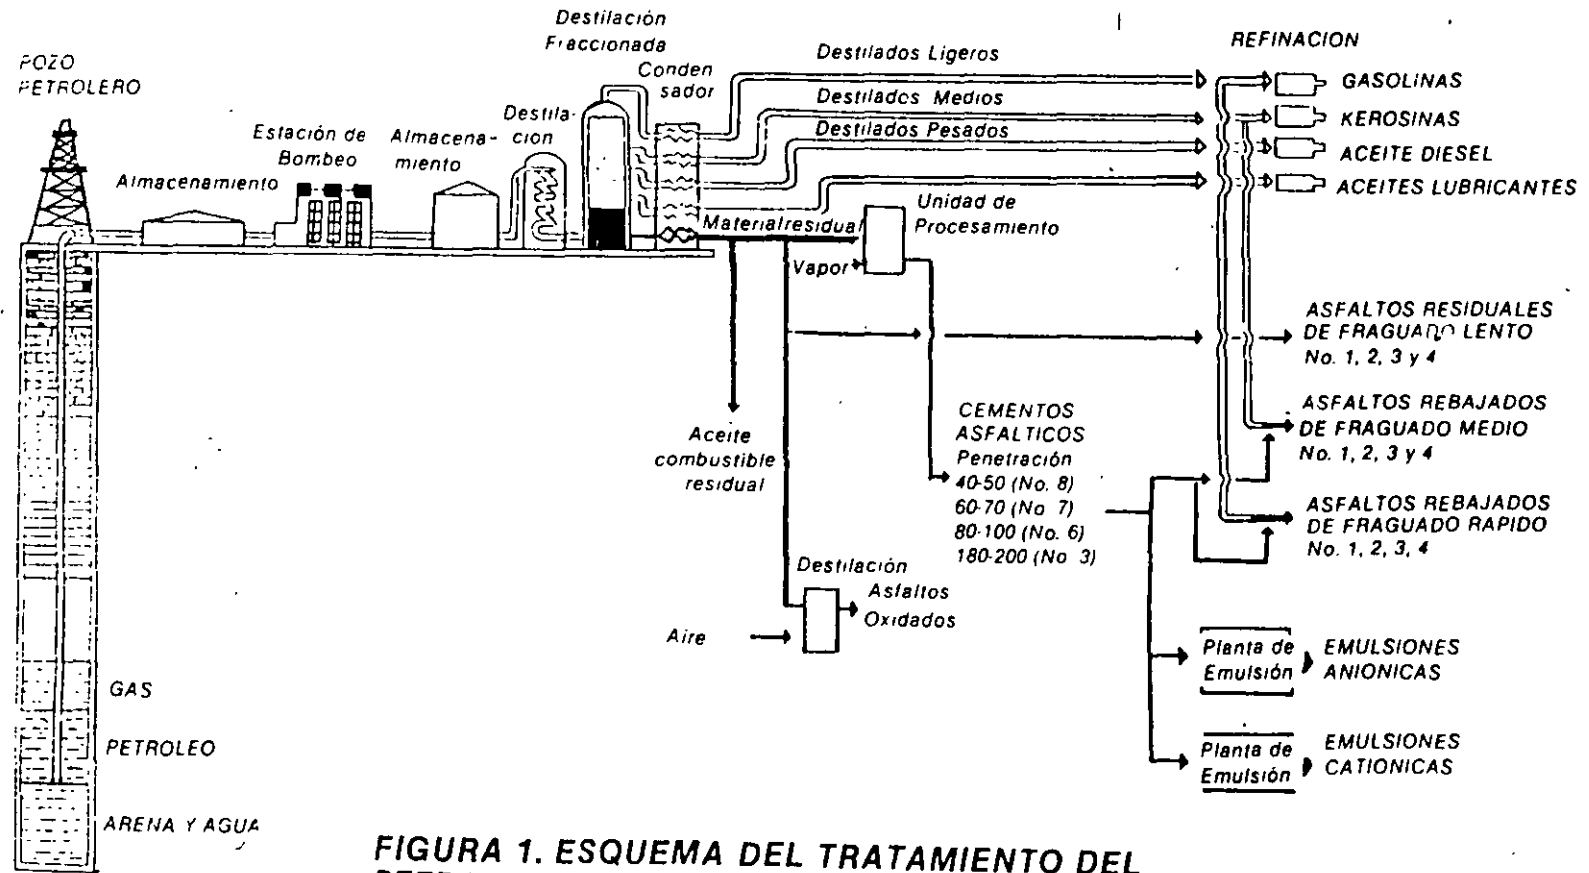 POZO
PETROLERO
Almacenamiento
Estación de
Bombeo
Almacena-
miento
Destila-
cion
Destilación
Fraccionada
Conden
sador
Destilados Ligeros
Destilados Medios
Destilados Pesados
REFINACION
GASOLINAS
KEROSINAS
ACEITE DIESEL
ACEITES LUBRICANTES
Material residual
Unidad de
Procesamiento
Vapor
Aceite
combustible
residual
CEMENTOS
ASFALTICOS
Penetración
40-50 (No. 8)
60-70 (No 7)
80-100 (No. 6)
180-200 (No 3)
ASFALTOS RESIDUALES
DE FRAGUADO LENTO
No. 1, 2, 3 y 4
ASFALTOS REBAJADOS
DE FRAGUADO MEDIO
No. 1, 2, 3 y 4
ASFALTOS REBAJADOS
DE FRAGUADO RAPIDO
No. 1, 2, 3, 4
Destilación
Asfaltos
Oxidados
Aire
Planta de
Emulsión
EMULSIONES
ANIONICAS
Planta de
Emulsión
EMULSIONES
CATIONICAS
GAS
PETROLEO
ARENA Y AGUA
FIGURA 1. ESQUEMA DEL TRATAMIENTO DEL